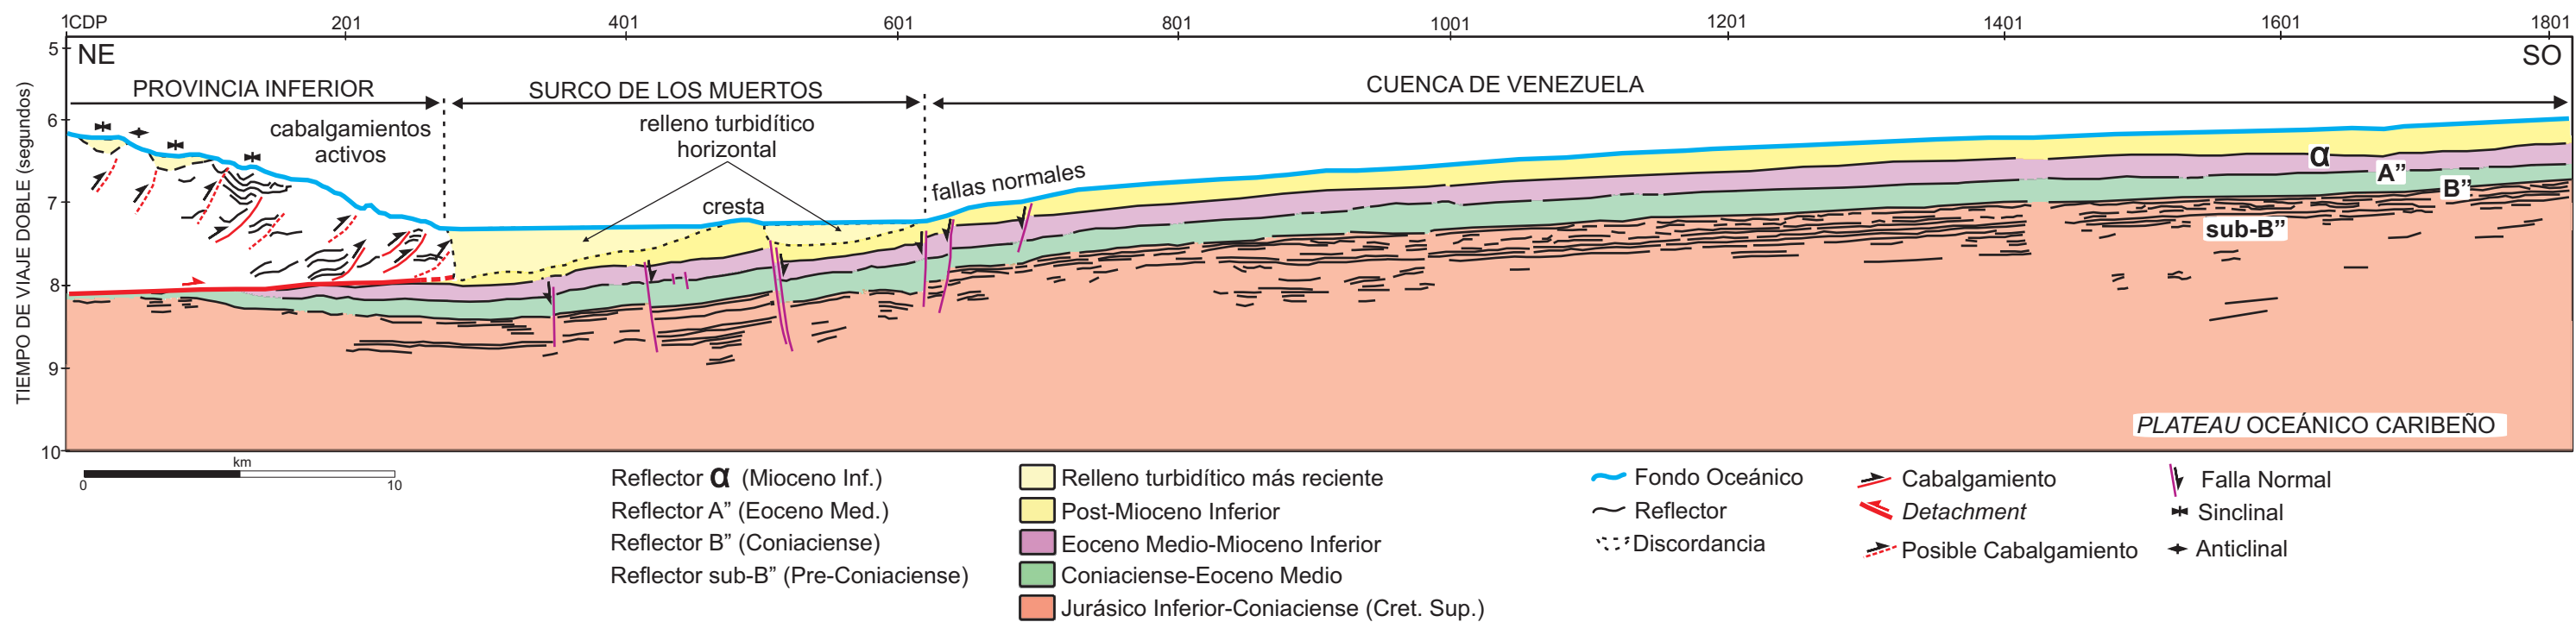 1CDP 201 401 601 801 1001 1201 1401 1601 1801
5
NE
SO
PROVINCIA INFERIOR
SURCO DE LOS MUERTOS
CUENCA DE VENEZUELA
6
cabalgamientos
activos
relleno turbidítico
horizontal
α
A”
B”
fallas normales
7
cresta
sub-B”
8
9
10
TIEMPO DE VIAJE DOBLE (segundos)
PLATEAU OCEÁNICO CARIBEÑO
km
0 10
Reflector α (Mioceno Inf.)
Reflector A” (Eoceno Med.)
Reflector B” (Coniaciense)
Reflector sub-B” (Pre-Coniaciense)
Relleno turbidítico más reciente
Post-Mioceno Inferior
Eoceno Medio-Mioceno Inferior
Coniaciense-Eoceno Medio
Jurásico Inferior-Coniaciense (Cret. Sup.)
Fondo Oceánico
Reflector
Discordancia
Cabalgamiento
Detachment
Posible Cabalgamiento
Falla Normal
Sinclinal
Anticlinal